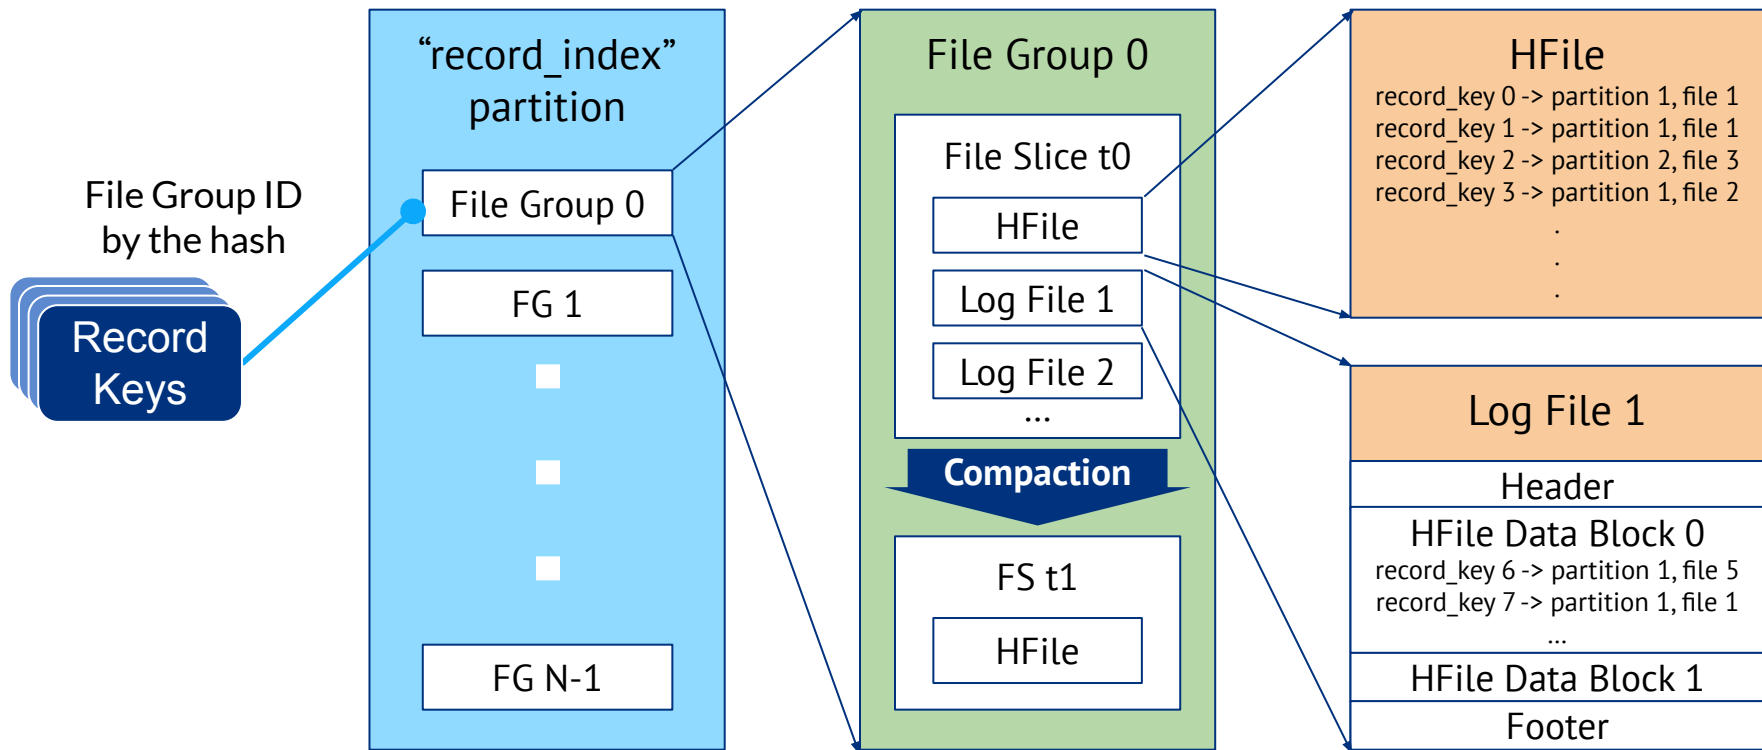 File Group ID
by the hash
Record
Keys
“record_index”
partition
File Group 0
FG 1
FG N-1
File Group 0
File Slice t0
HFile
Log File 1
Log File 2
...
Compaction
FS t1
HFile
HFile
record_key 0 -> partition 1, file 1
record_key 1 -> partition 1, file 1
record_key 2 -> partition 2, file 3
record_key 3 -> partition 1, file 2
.
.
.
Log File 1
Header
HFile Data Block 0
record_key 6 -> partition 1, file 5
record_key 7 -> partition 1, file 1
...
HFile Data Block 1
Footer